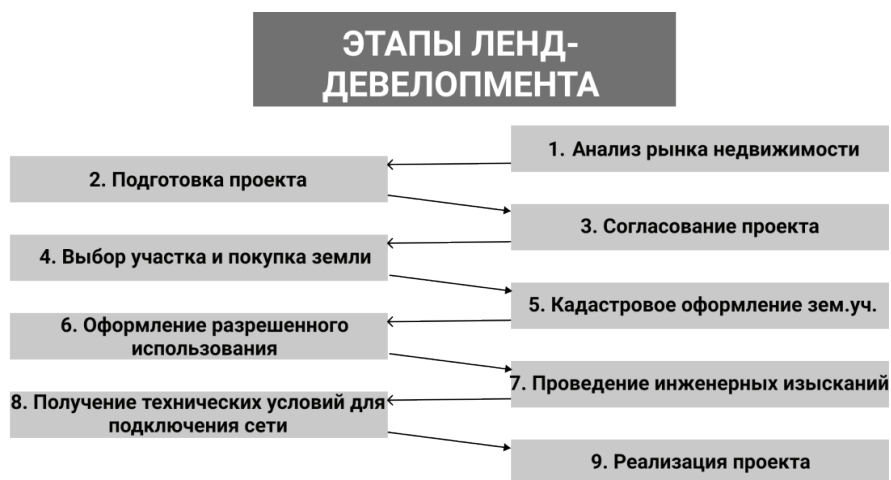 ЭТАПЫ ЛЕНД-
ДЕВЕЛОПМЕНТА
1. Анализ рынка недвижимости
2. Подготовка проекта
3. Согласование проекта
4. Выбор участка и покупка земли
5. Кадастровое оформление зем.уч.
6. Оформление разрешенного
использования
7. Проведение инженерных изысканий
8. Получение технических условий для
подключения сети
9. Реализация проекта